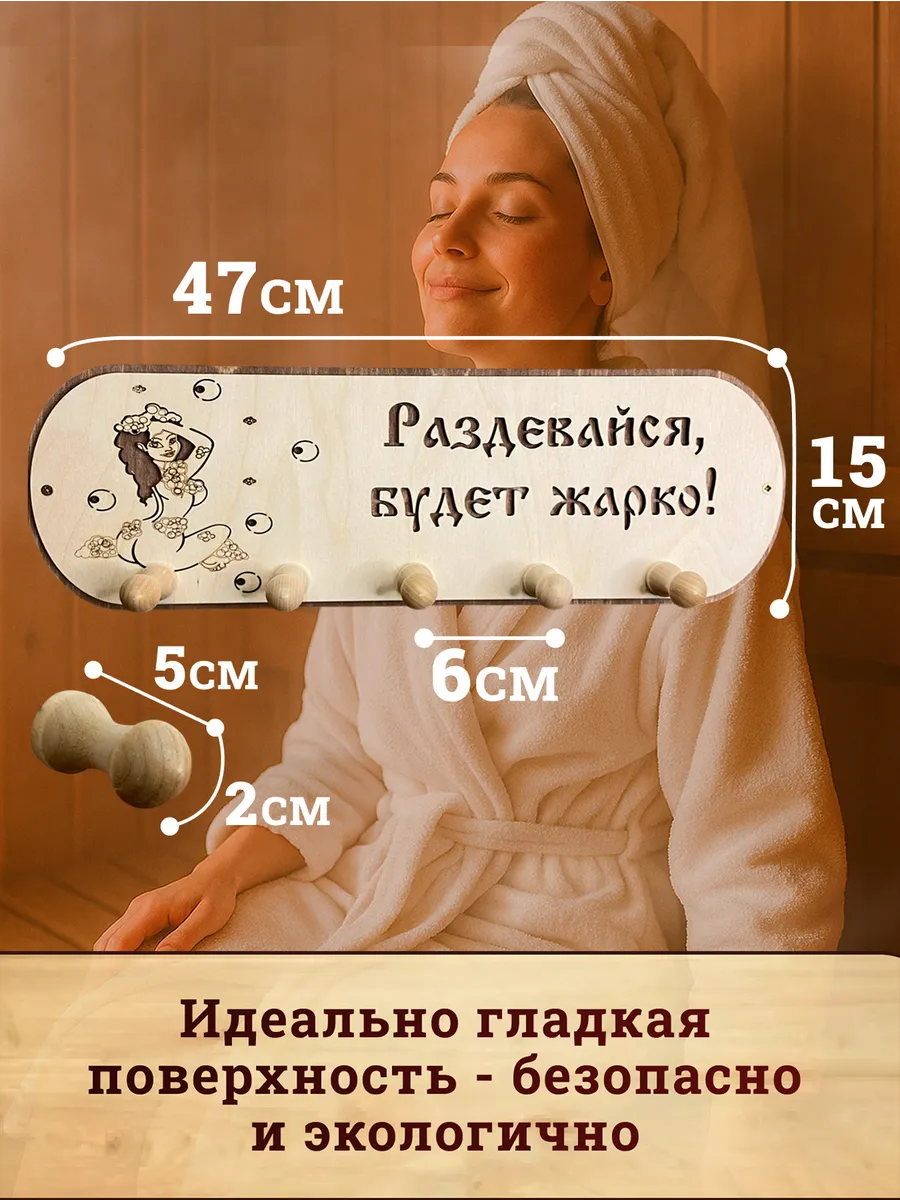 47см
Раздевайся,
будет жарко!
15
см
5см
6см
2см
Идеально гладкая
поверхность - безопасно
и экологично